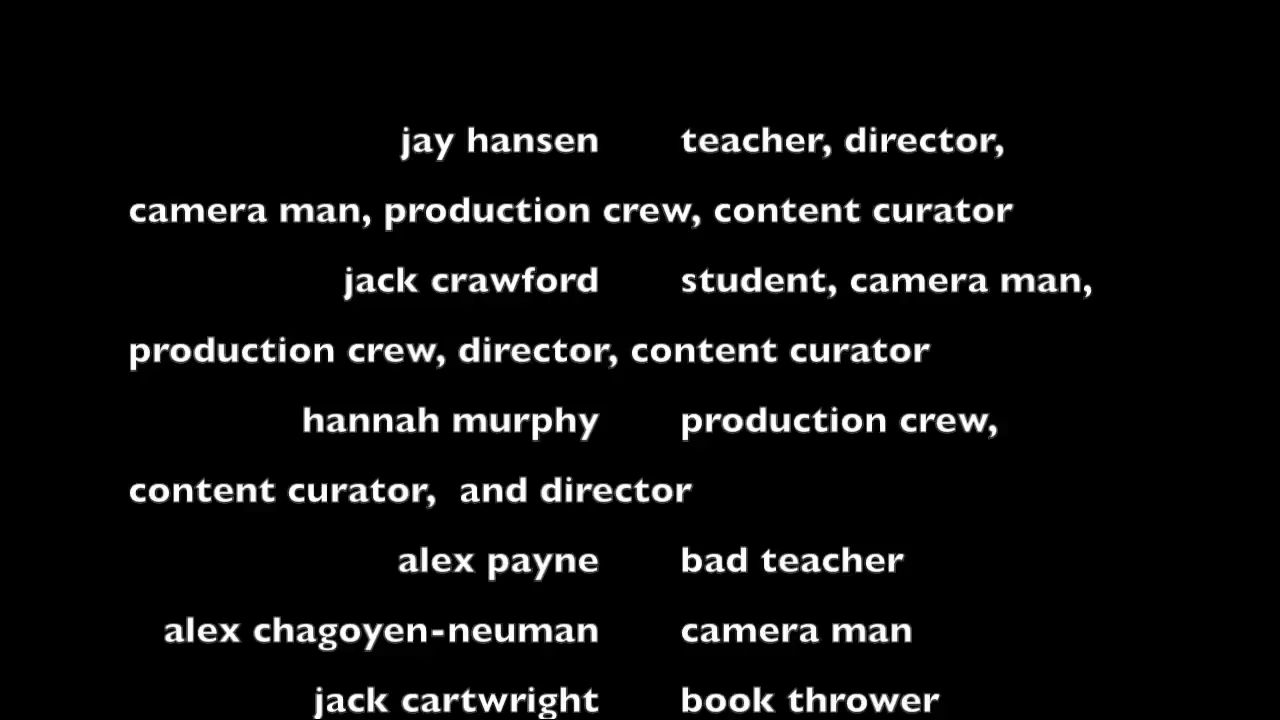 jay hansen teacher, director,
camera man, production crew, content curator
jack crawford student, camera man,
production crew, director, content curator
hannah murphy production crew,
content curator,  and director
alex payne bad teacher
alex chagoyen-neuman camera man
jack cartwright book thrower